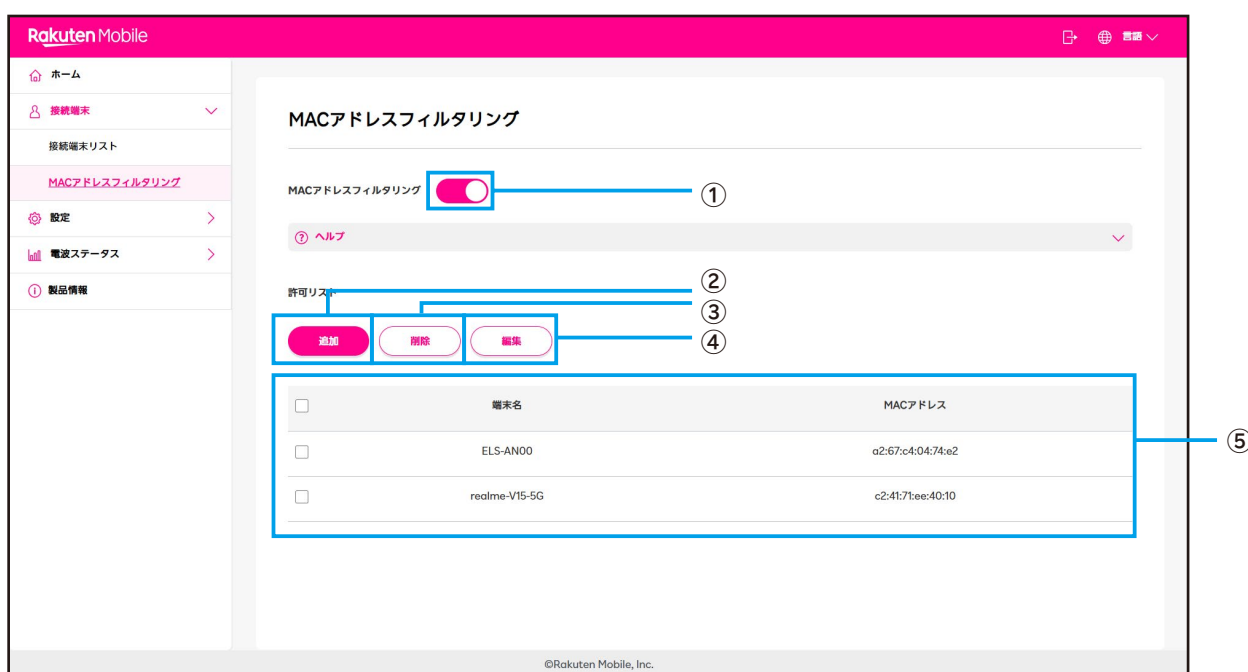 Rakuten Mobile
言語
ホーム
接続端末
接続端末リスト
MACアドレスフィルタリング
設定
電波ステータス
製品情報
MACアドレスフィルタリング
MACアドレスフィルタリング
①
ヘルプ
許可リスト
②
③
④
追加 削除 編集
端末名 MACアドレス
ELS-AN00 a2:67:c4:04:74:e2
⑤
realme-V15-5G c2:41:71:ee:40:10
©Rakuten Mobile, Inc.